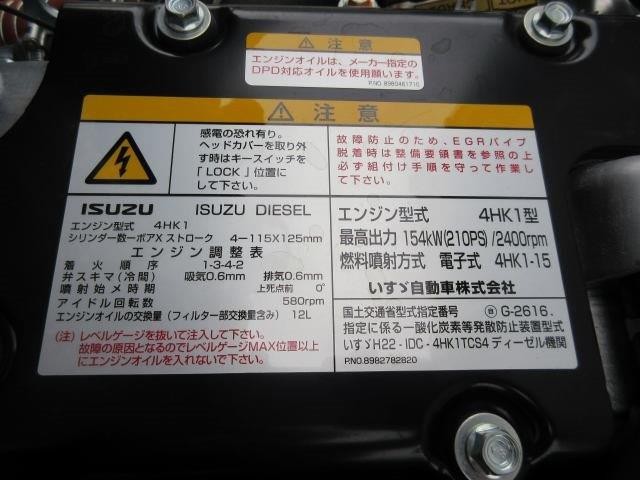 注意
エンジンオイルは、メーカー指定の
DPD対応オイルを使用願います。
P.NO. 8980461710
注意
感電の恐れ有り。
ヘッドカバーを取り外
す時はキースイッチを
「LOCK」位置に
して下さい。
故障防止のため、EGRパイプ
脱着時は整備要領書を参照の上
必ず組付け手順を守って作業し
て下さい。
ISUZU ISUZU DIESEL
エンジン型式 4HK1
シリンダー数ーボアXストローク 4ー115X125mm
エンジン調整表
着火順序 1-3-4-2
弁スキマ(冷間) 吸気0.6mm 排気0.6mm
噴射始メ時期 上死点前 0°
アイドル回転数 580rpm
エンジンオイルの交換量(フィルター部交換量含み) 12L
(注)レベルゲージを抜いて注入して下さい。
故障の原因となるのでレベルゲージMAX位置以上
にエンジンオイルを入れないで下さい。
エンジン型式 4HK1型
最高出力 154kW(210PS)/2400rpm
燃料噴射方式 電子式 4HK1-15
いすゞ自動車株式会社
国土交通省型式指定番号 G-2616.
指定に係る一酸化炭素等発散防止装置型式
いすゞH22-IDC-4HK1TCS4 ディーゼル機関
P.NO. 8982782820